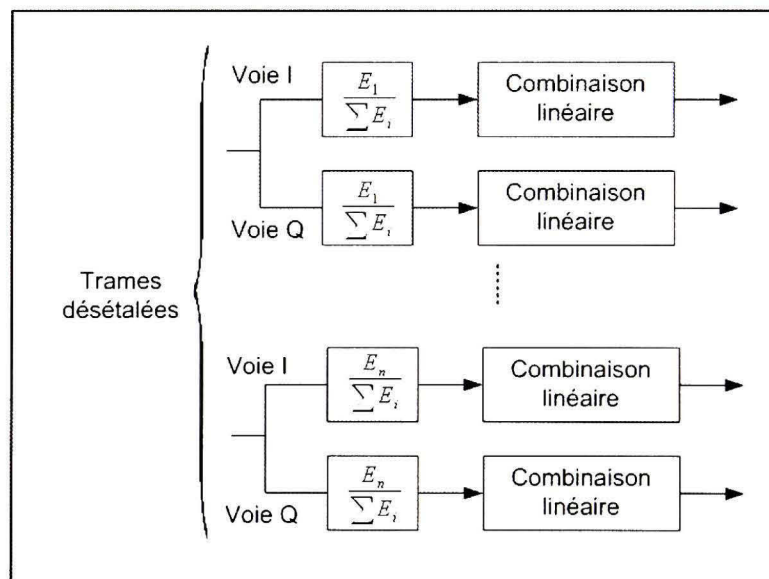 Voie I
E₁
∑ Eᵢ
Combinaison
linéaire
Voie Q
E₁
∑ Eᵢ
Combinaison
linéaire
Trames
désétalées
Voie I
Eₙ
∑ Eᵢ
Combinaison
linéaire
Voie Q
Eₙ
∑ Eᵢ
Combinaison
linéaire